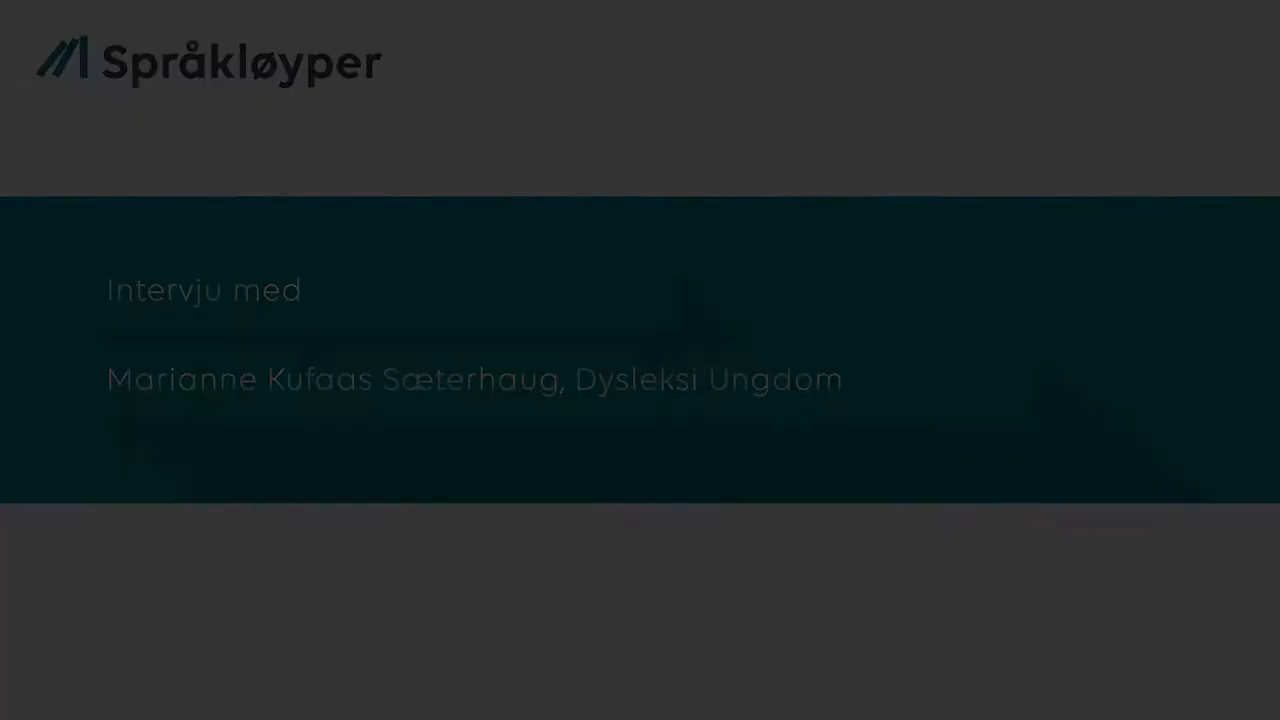 Språkløyper
Intervju med
Marianne Kufaas Sæterhaug, Dysleksi Ungdom